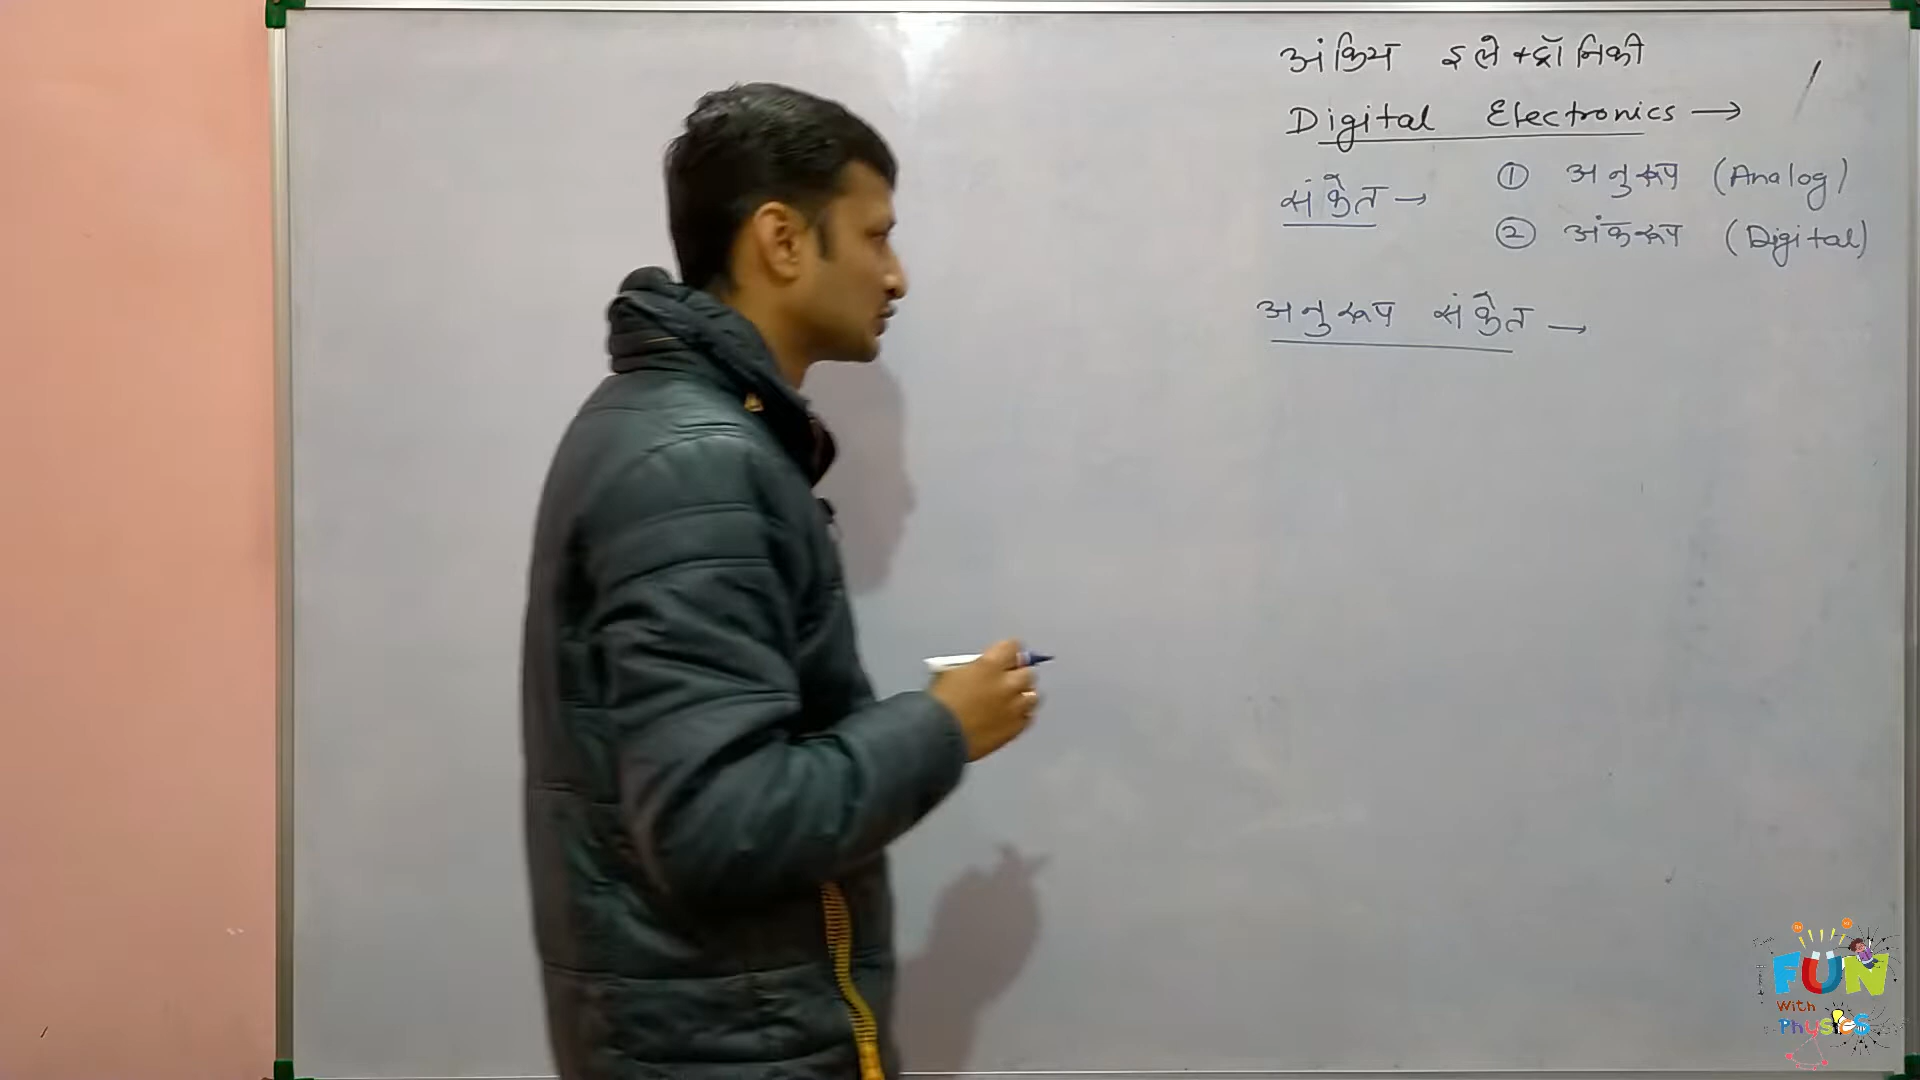 अंकिय इलेक्ट्रॉनिकी
Digital Electronics →
संकेत → ① अनुरूप (Analog)
② अंकरूप (Digital)
अनुरूप संकेत →
FUN
With
PhysicS